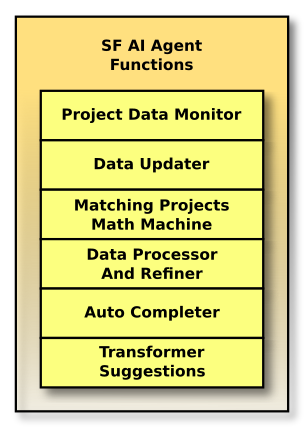 SF AI Agent
Functions
Project Data Monitor
Data Updater
Matching Projects
Math Machine
Data Processor
And Refiner
Auto Completer
Transformer
Suggestions